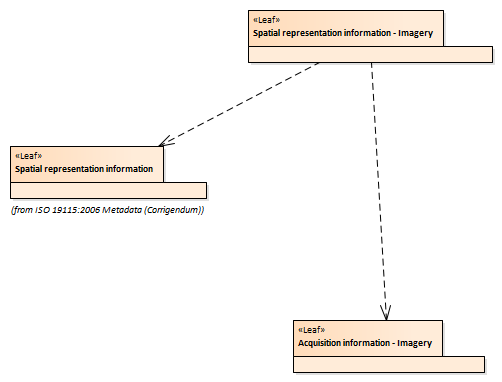 «Leaf»
Spatial representation information - Imagery
«Leaf»
Spatial representation information
(from ISO 19115:2006 Metadata (Corrigendum))
«Leaf»
Acquisition information - Imagery